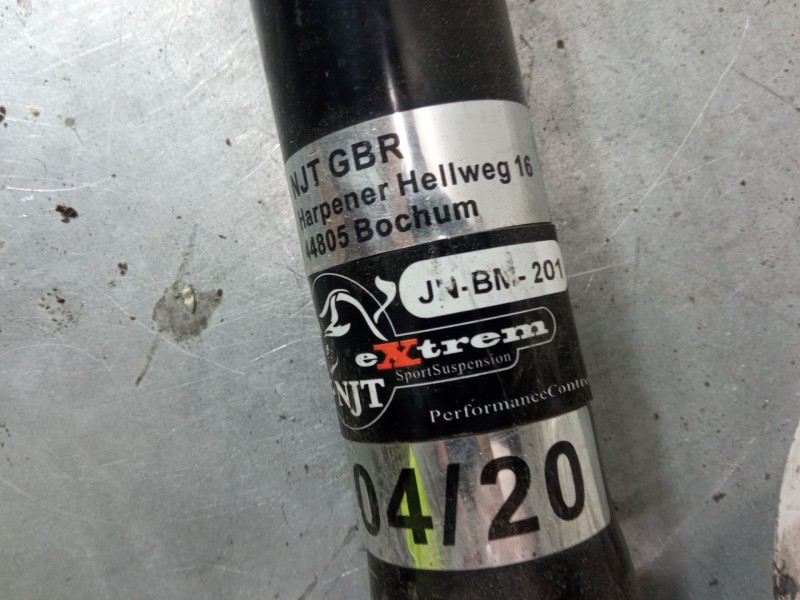 NJT GBR
Harpener Hellweg 16
44805 Bochum
JN-BM-201
eXtrem
SportSuspension
NJT
PerformanceContro
04/20